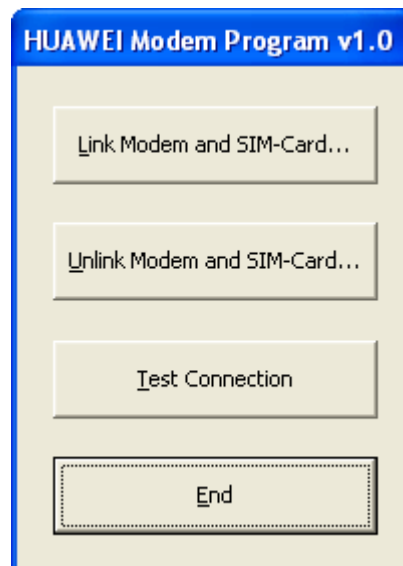 HUAWEI Modem Program v1.0
Link Modem and SIM-Card...
Unlink Modem and SIM-Card...
Test Connection
End